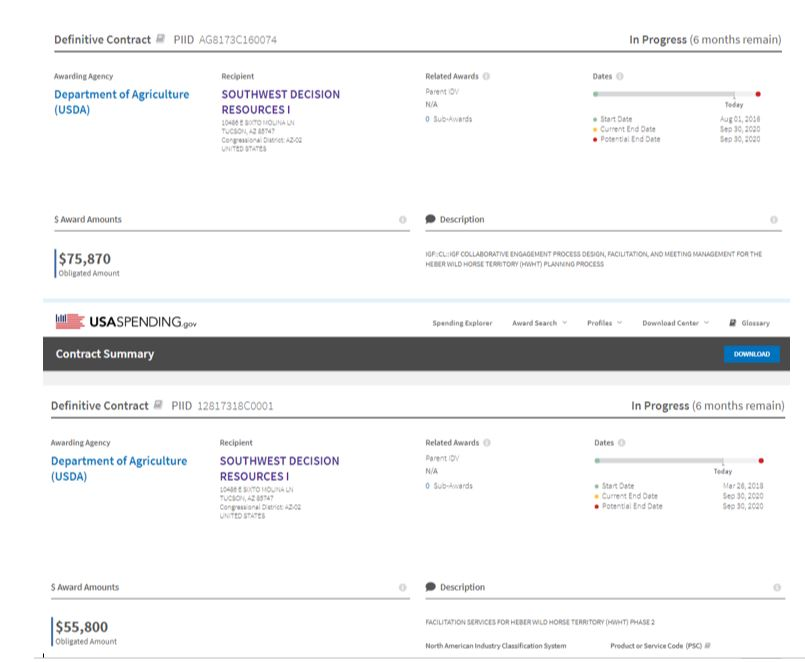 Definitive Contract PIID AG8173C160074 In Progress (6 months remain)
Awarding Agency Recipient Related Awards Dates
Department of Agriculture (USDA)
SOUTHWEST DECISION RESOURCES I
10486 E SIXTO MOLINA LN
TUCSON, AZ 85747
Congressional District: AZ-02
UNITED STATES
Parent IDV
N/A
0 Sub-Awards
Today
Start Date Aug 01, 2016
Current End Date Sep 30, 2020
Potential End Date Sep 30, 2020
$ Award Amounts
Description
$75,870
Obligated Amount
IGF::CL::IGF COLLABORATIVE ENGAGEMENT PROCESS DESIGN, FACILITATION, AND MEETING MANAGEMENT FOR THE
HEBER WILD HORSE TERRITORY (HWHT) PLANNING PROCESS
USASPENDING.gov
Spending Explorer Award Search Profiles Download Center Glossary
Contract Summary DOWNLOAD
Definitive Contract PIID 12817318C0001 In Progress (6 months remain)
Awarding Agency Recipient Related Awards Dates
Department of Agriculture (USDA)
SOUTHWEST DECISION RESOURCES I
10486 E SIXTO MOLINA LN
TUCSON, AZ 85747
Congressional District: AZ-02
UNITED STATES
Parent IDV
N/A
0 Sub-Awards
Today
Start Date Mar 28, 2018
Current End Date Sep 30, 2020
Potential End Date Sep 30, 2020
$ Award Amounts
Description
$55,800
Obligated Amount
FACILITATION SERVICES FOR HEBER WILD HORSE TERRITORY (HWHT) PHASE 2
North American Industry Classification System Product or Service Code (PSC)